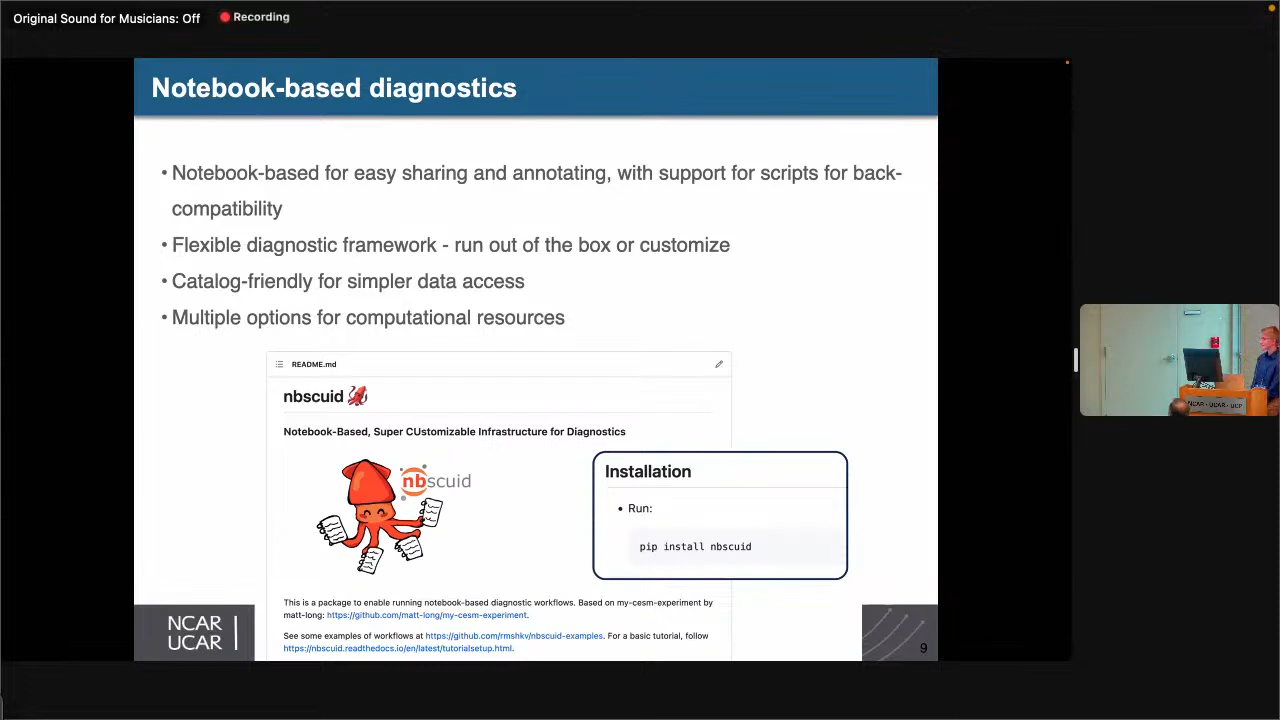 Original Sound for Musicians: Off
Recording
Notebook-based diagnostics
• Notebook-based for easy sharing and annotating, with support for scripts for back-
compatibility
• Flexible diagnostic framework - run out of the box or customize
• Catalog-friendly for simpler data access
• Multiple options for computational resources
README.md
nbscuid
Notebook-Based, Super CUstomizable Infrastructure for Diagnostics
nbscuid
Installation
• Run:
pip install nbscuid
This is a package to enable running notebook-based diagnostic workflows. Based on my-cesm-experiment by
matt-long: https://github.com/matt-long/my-cesm-experiment.
See some examples of workflows at https://github.com/rmshkv/nbscuid-examples. For a basic tutorial, follow
https://nbscuid.readthedocs.io/en/latest/tutorialsetup.html.
NCAR
UCAR
9
NCAR - UCAR - UCP